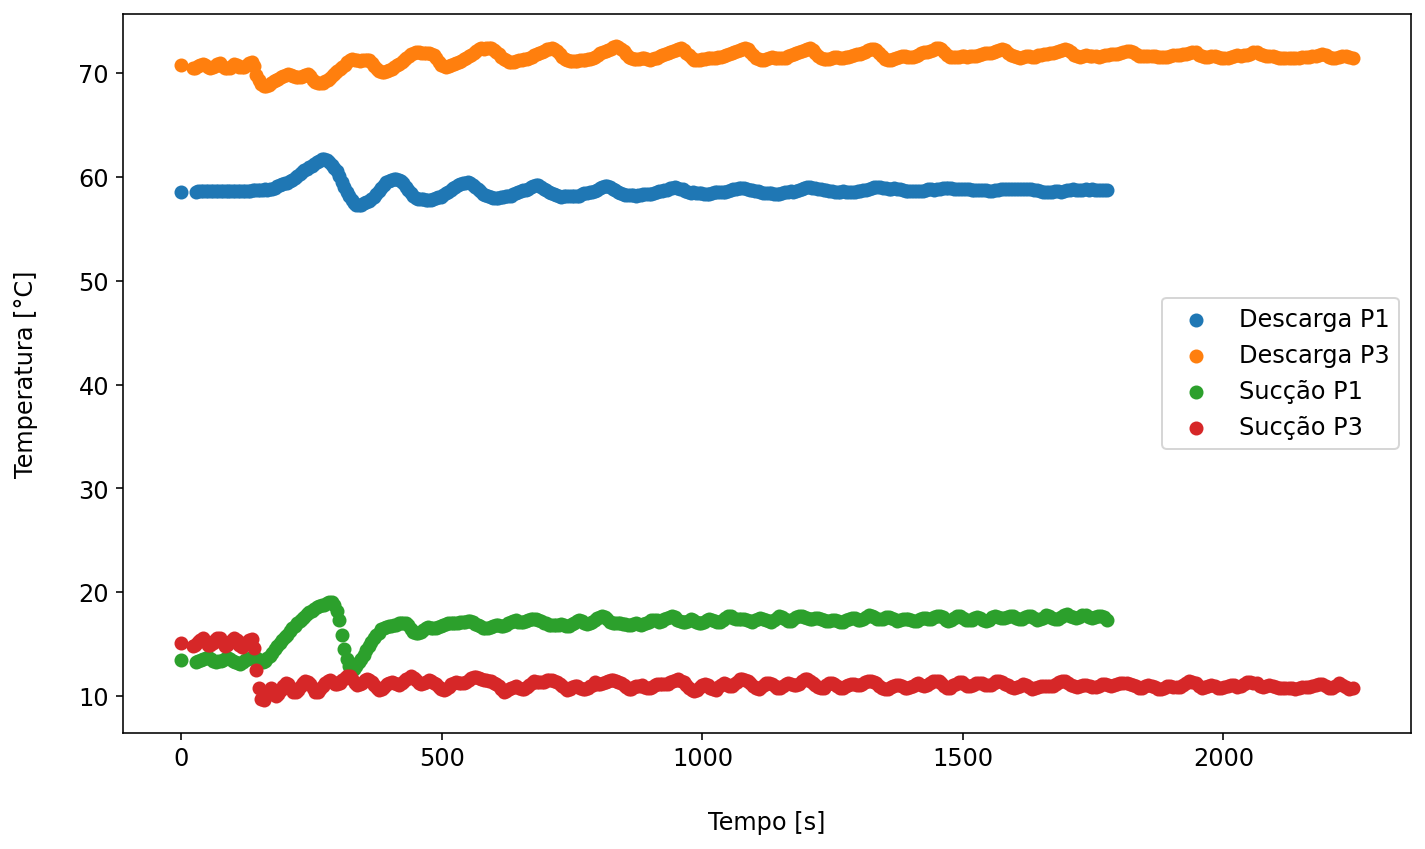 Temperatura [°C]
70
60
50
40
30
20
10
Descarga P1
Descarga P3
Sucção P1
Sucção P3
0 500 1000 1500 2000
Tempo [s]